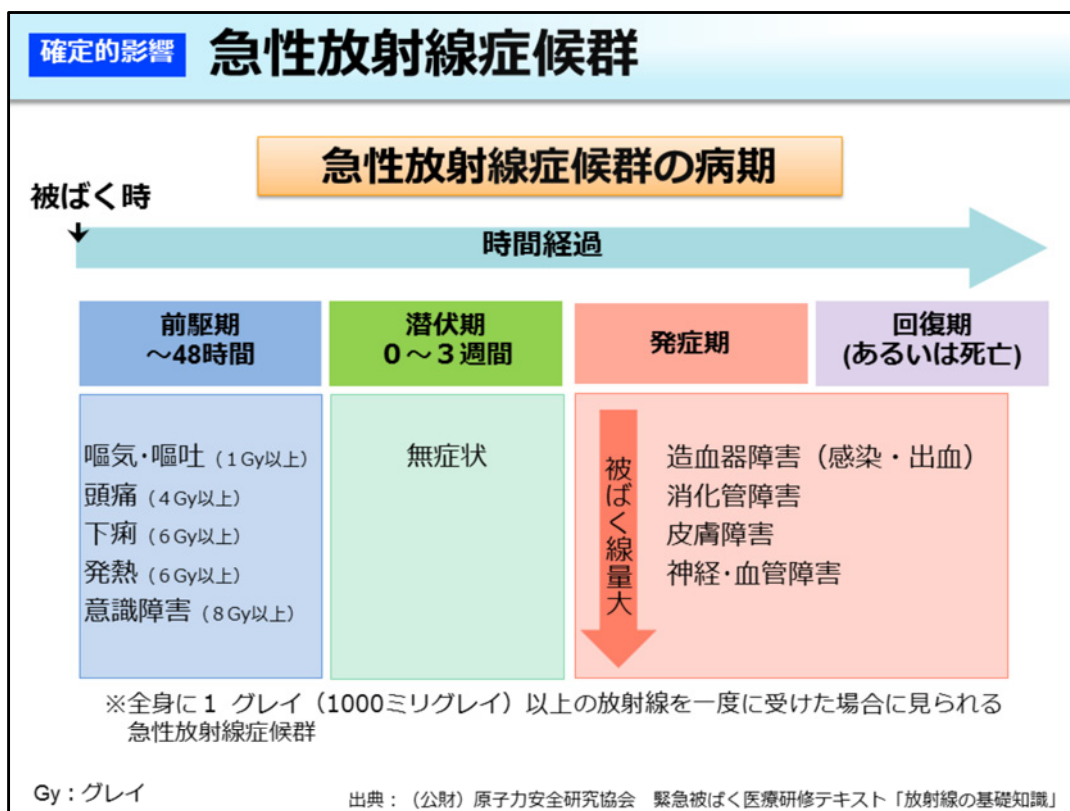 確定的影響 急性放射線症候群
急性放射線症候群の病期
被ばく時
時間経過
前駆期
~48時間
潜伏期
0~3週間
発症期
回復期
(あるいは死亡)
嘔気・嘔吐(1Gy以上)
頭痛(4Gy以上)
下痢(6Gy以上)
発熱(6Gy以上)
意識障害(8Gy以上)
無症状
被ばく線量大
造血器障害(感染・出血)
消化管障害
皮膚障害
神経・血管障害
※全身に1 グレイ(1000ミリグレイ)以上の放射線を一度に受けた場合に見られる
急性放射線症候群
Gy:グレイ
出典:(公財)原子力安全研究協会 緊急被ばく医療研修テキスト「放射線の基礎知識」